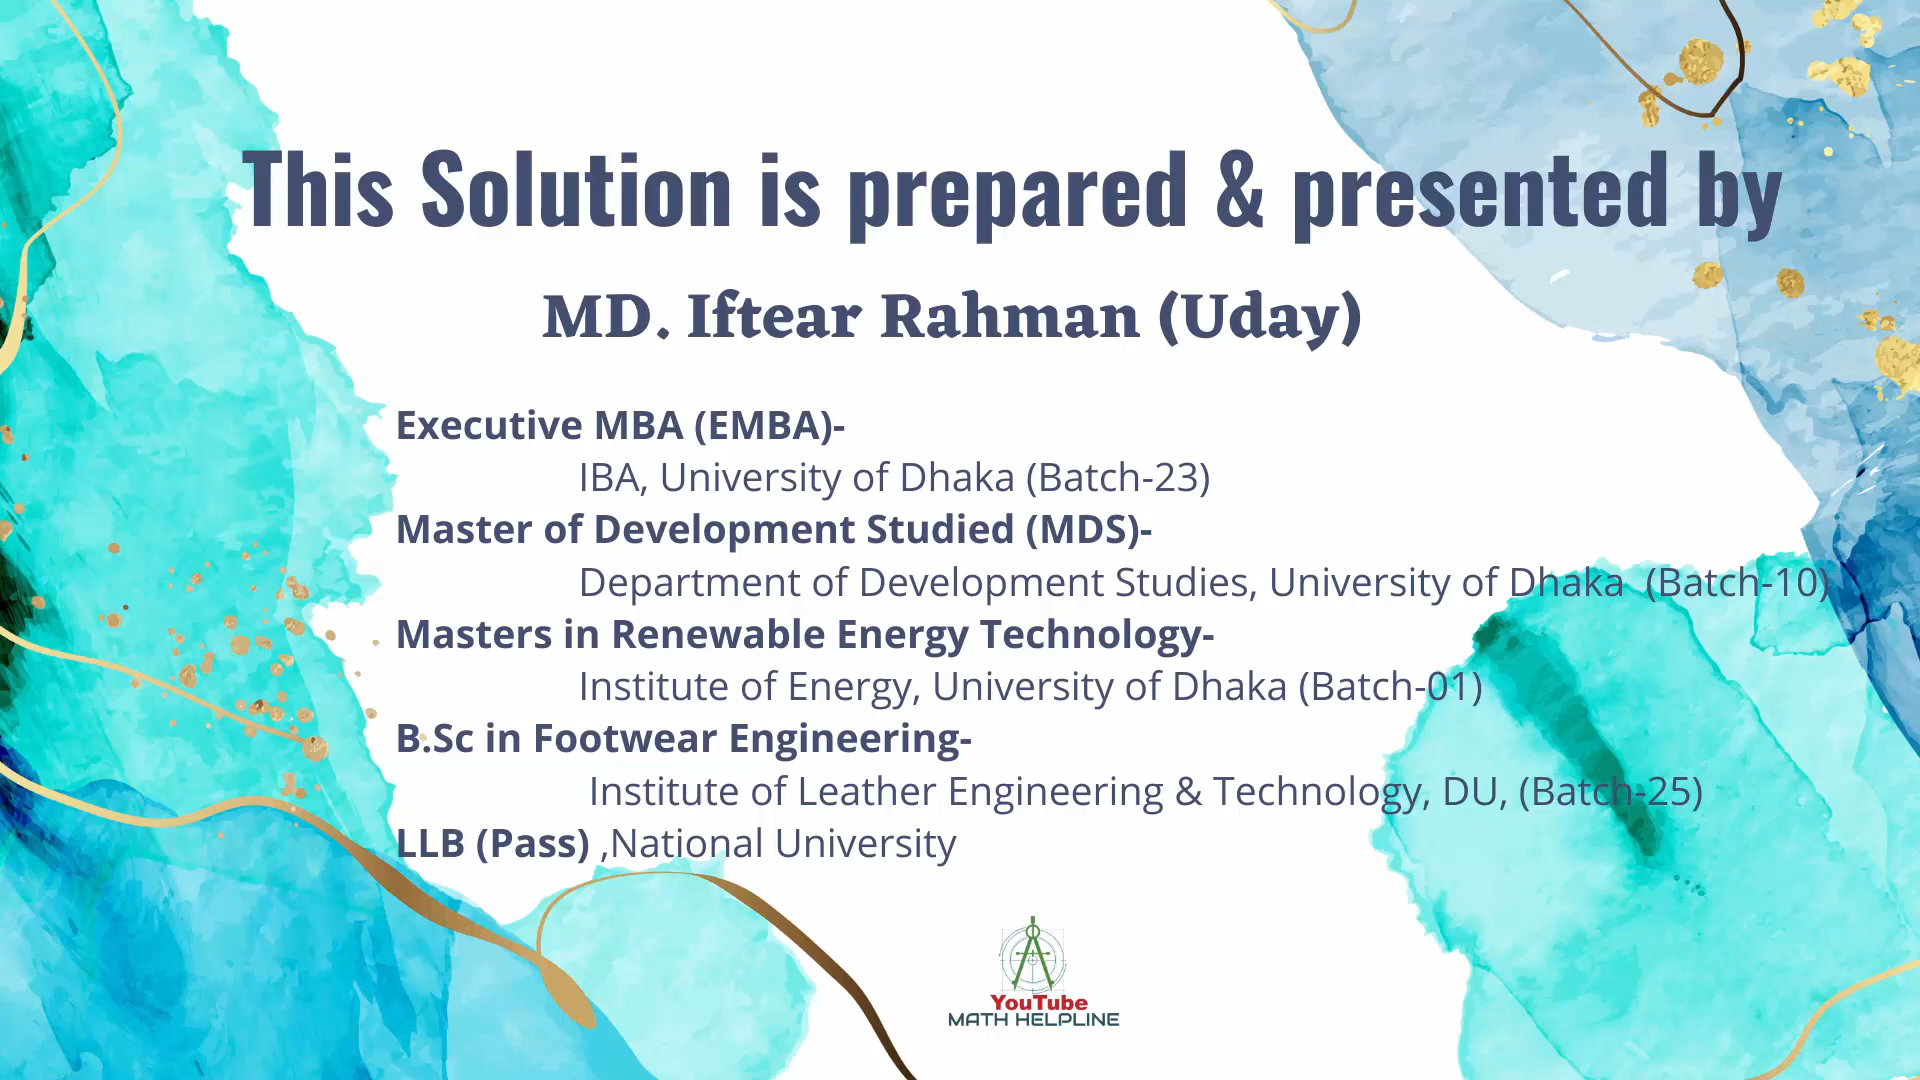 This Solution is prepared & presented by
MD. Iftear Rahman (Uday)
Executive MBA (EMBA)-
IBA, University of Dhaka (Batch-23)
Master of Development Studied (MDS)-
Department of Development Studies, University of Dhaka (Batch-10)
Masters in Renewable Energy Technology-
Institute of Energy, University of Dhaka (Batch-01)
B.Sc in Footwear Engineering-
Institute of Leather Engineering & Technology, DU, (Batch-25)
LLB (Pass) ,National University
YouTube
MATH HELPLINE